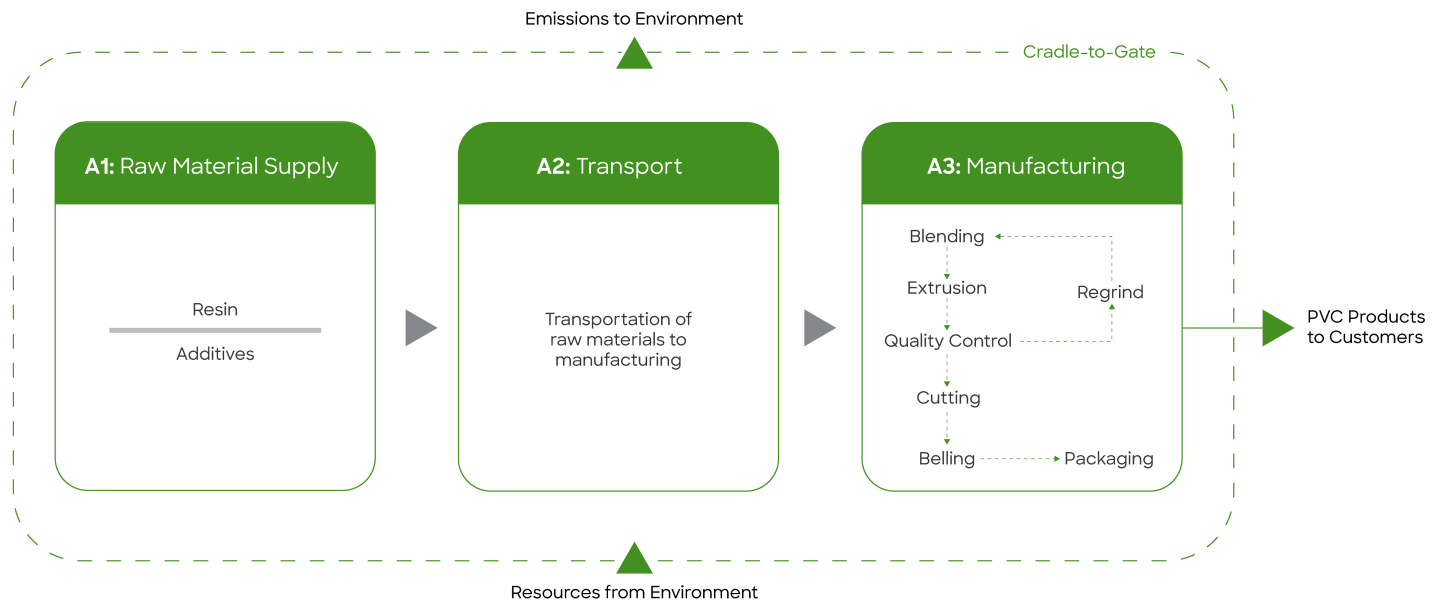 Emissions to Environment
Cradle-to-Gate
A1: Raw Material Supply
Resin
Additives
A2: Transport
Transportation of
raw materials to
manufacturing
A3: Manufacturing
Blending
Extrusion
Regrind
Quality Control
Cutting
Belling
Packaging
PVC Products
to Customers
Resources from Environment